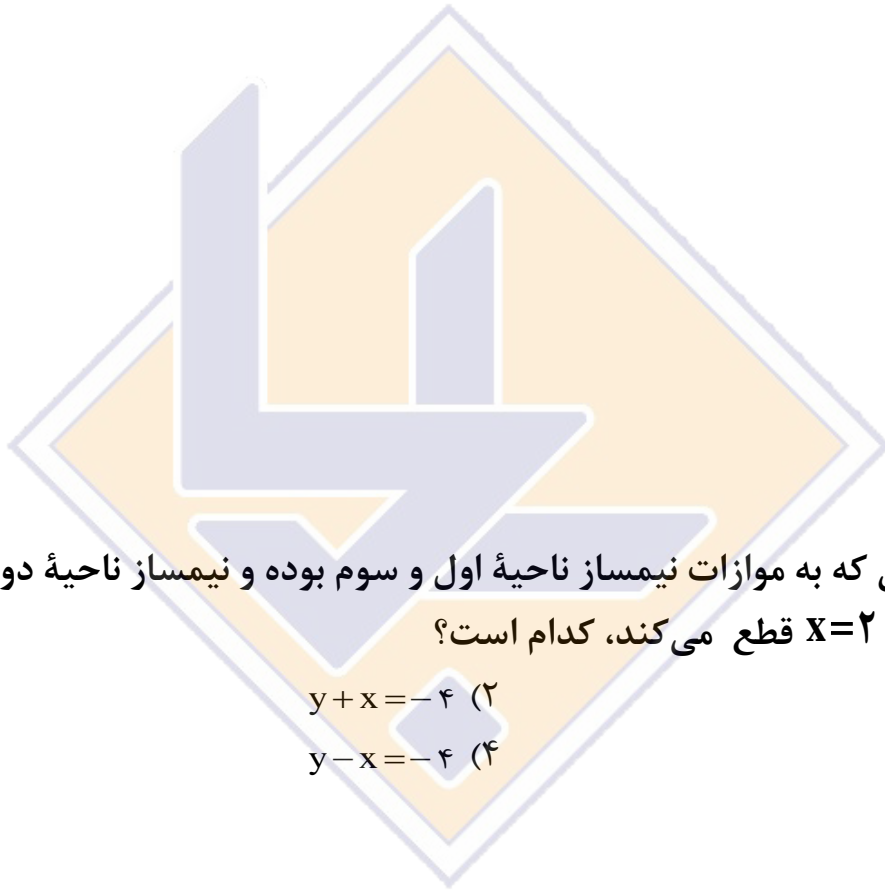 که به موازات نیمساز ناحیهٔ اول و سوم بوده و نیمساز ناحیهٔ
x=۲ قطع می‌کند، کدام است؟
۲) y+x=−۴
۴) y−x=−۴